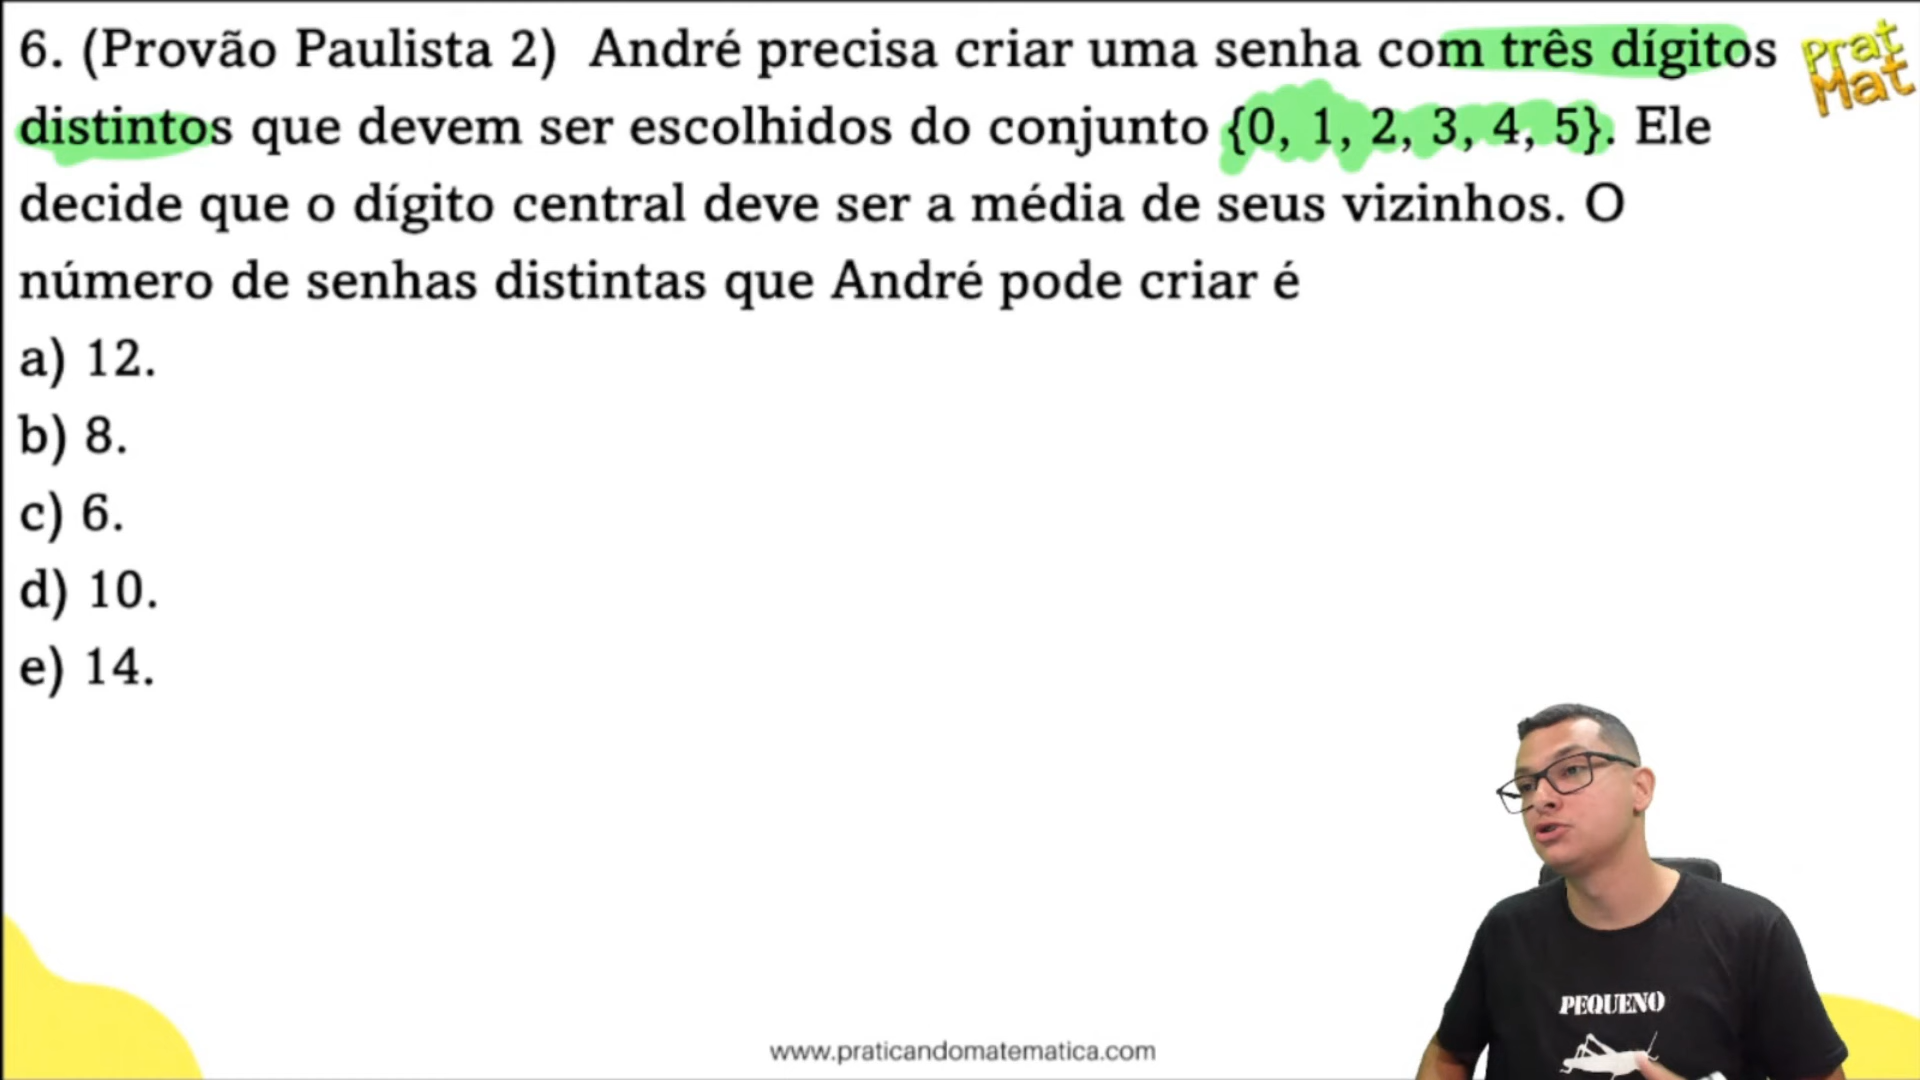 6. (Provão Paulista 2) André precisa criar uma senha com três dígitos
distintos que devem ser escolhidos do conjunto {0, 1, 2, 3, 4, 5}. Ele
decide que o dígito central deve ser a média de seus vizinhos. O
número de senhas distintas que André pode criar é
a) 12.
b) 8.
c) 6.
d) 10.
e) 14.
Prat
Mat
PEQUENO
www.praticandomatematica.com